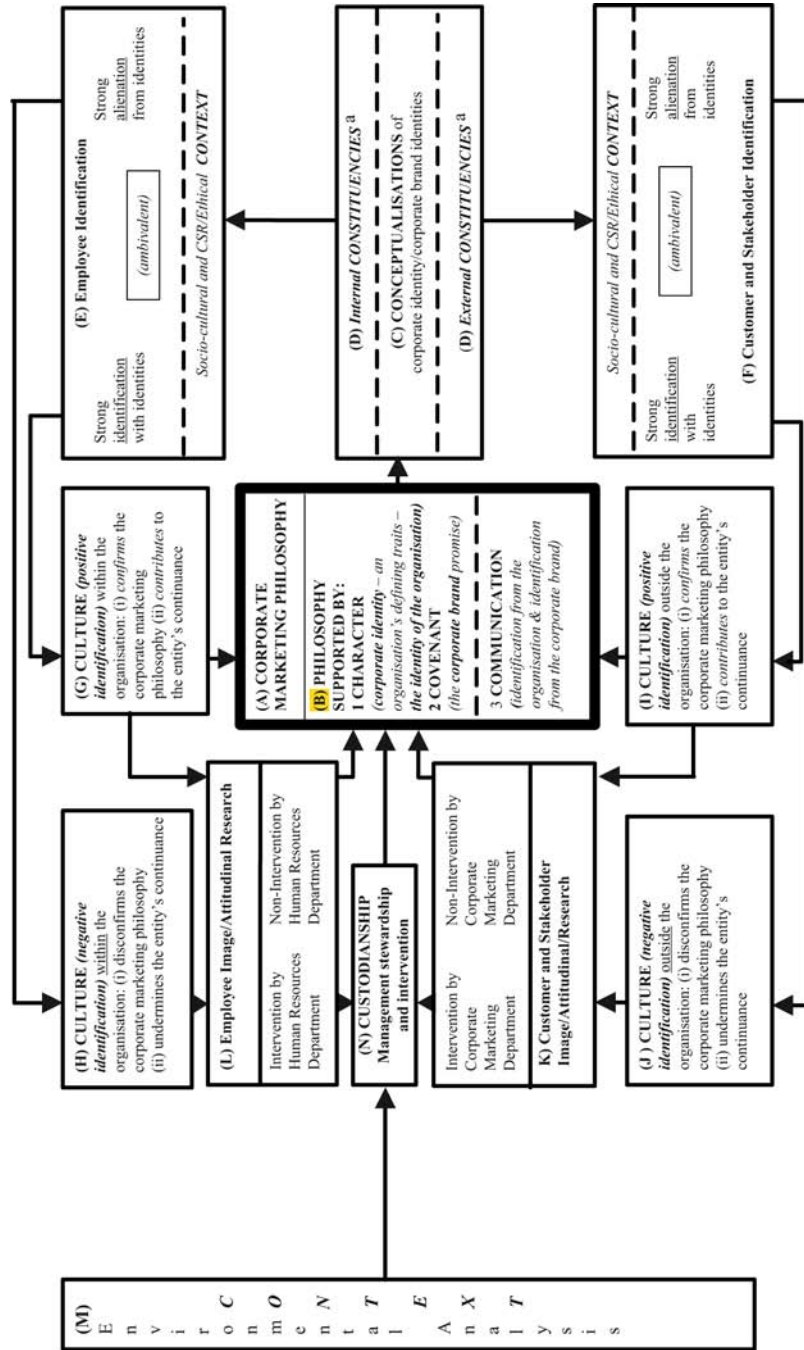 (M)
E
n
v
i
r
o C
n
m O
e
n N
t
a T
l
E
A
n X
a
l T
y
s
i
s
(H) CULTURE (negative
identification) within the
organisation: (i) disconfirms the
corporate marketing philosophy
(ii) undermines the entity's continuance
(G) CULTURE (positive
identification) within the
organisation: (i) confirms the
corporate marketing
philosophy (ii) contributes to
the entity's continuance
(E) Employee Identification
Strong
identification
with identities
(ambivalent)
Strong
alienation
from identities
Socio-cultural and CSR/Ethical CONTEXT
(L) Employee Image/Attitudinal Research
Intervention by
Human Resources
Department
Non-Intervention by
Human Resources
Department
(N) CUSTODIANSHIP
Management stewardship
and intervention
Intervention by
Corporate
Marketing
Department
Non-Intervention by
Corporate
Marketing
Department
K) Customer and Stakeholder
Image/Attitudinal/Research
(A) CORPORATE
MARKETING PHILOSOPHY
(B) PHILOSOPHY
SUPPORTED BY:
1 CHARACTER
(corporate identity – an
organisation's defining traits –
the identity of the organisation)
2 COVENANT
(the corporate brand promise)
3 COMMUNICATION
(identification from the
organisation & identification
from the corporate brand)
(D) Internal CONSTITUENCIES a
(C) CONCEPTUALISATIONS of
corporate identity/corporate brand identities
(D) External CONSTITUENCIES a
(J ) CULTURE (negative
identification) outside the
organisation: (i) disconfirms the
corporate marketing philosophy
(ii) undermines the entity's
continuance
(I) CULTURE (positive
identification) outside the
organisation: (i) confirms the
corporate marketing philosophy
(ii) contributes to the entity's
continuance
Socio-cultural and CSR/Ethical CONTEXT
Strong
identification
with
identities
(ambivalent)
Strong
alienation
from
identities
(F) Customer and Stakeholder Identification